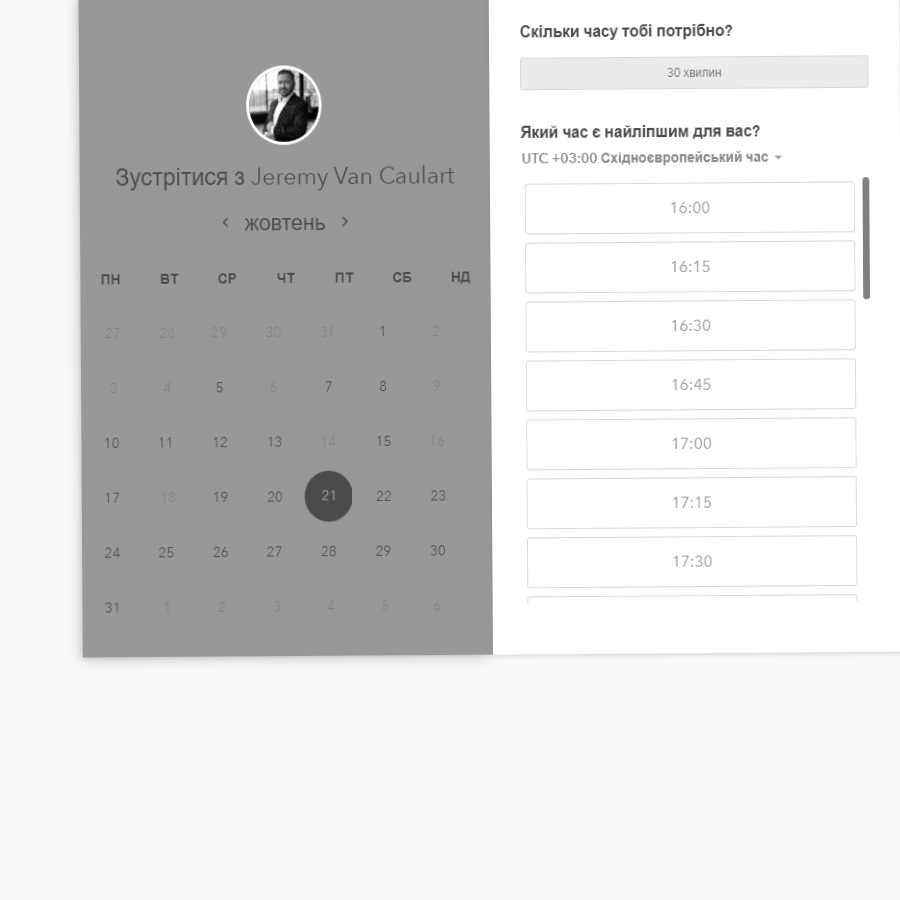 Зустрітися з Jeremy Van Caulart
‹ жовтень ›
ПН ВТ СР ЧТ ПТ СБ НД
27 28 29 30 31 1 2
3 4 5 6 7 8 9
10 11 12 13 14 15 16
17 18 19 20 21 22 23
24 25 26 27 28 29 30
31 1 2 3 4 5 6
Скільки часу тобі потрібно?
30 хвилин
Який час є найліпшим для вас?
UTC +03:00 Східноєвропейський час
16:00
16:15
16:30
16:45
17:00
17:15
17:30